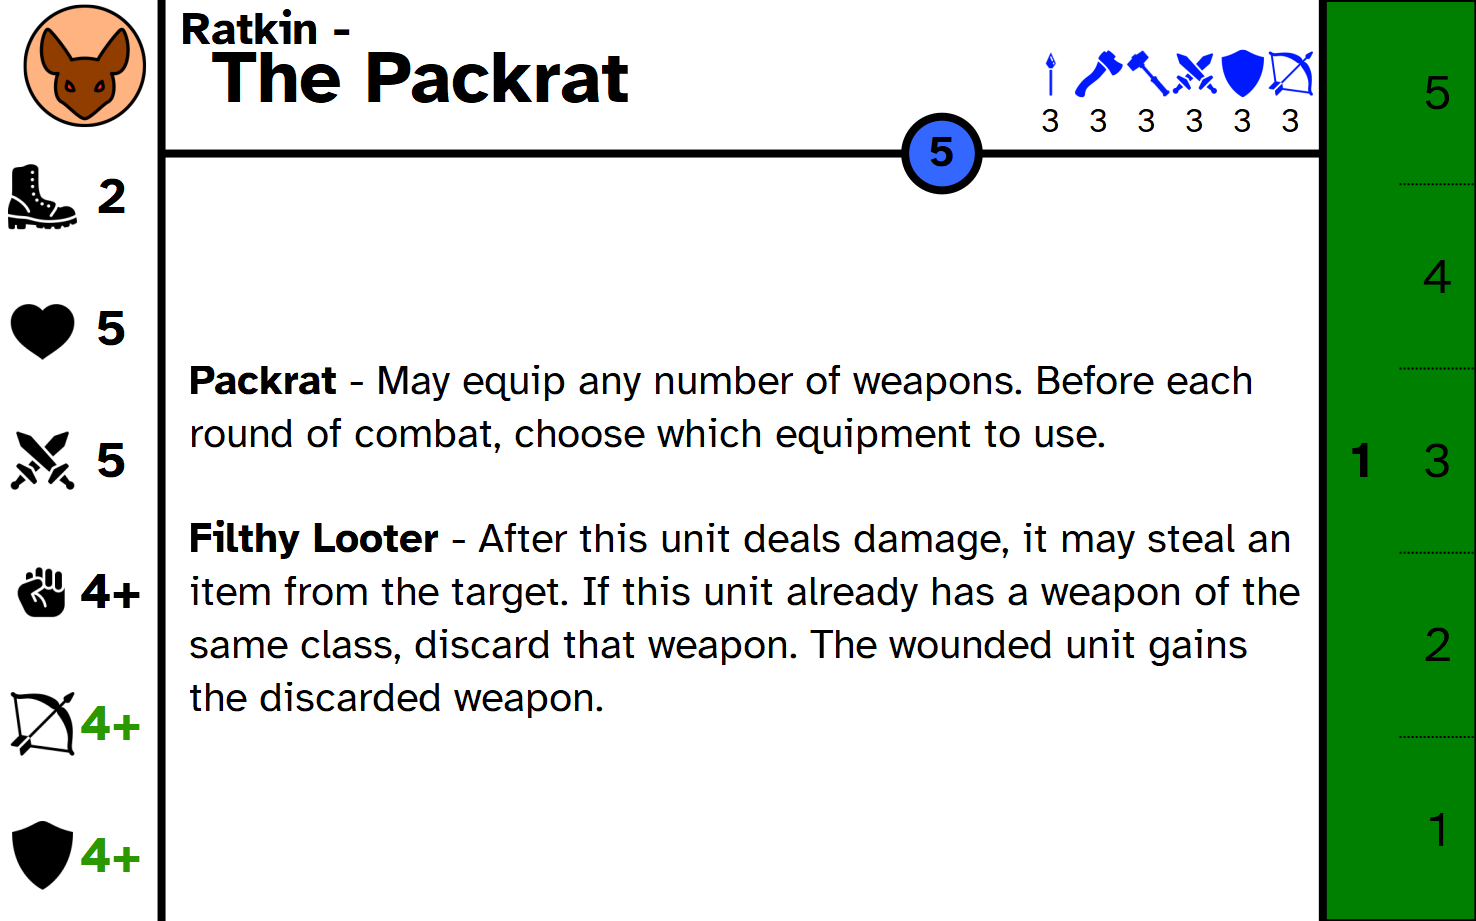 Ratkin -
The Packrat
3 3 3 3 3 3
5
2
5
5
4+
4+
4+
Packrat - May equip any number of weapons. Before each
round of combat, choose which equipment to use.
Filthy Looter - After this unit deals damage, it may steal an
item from the target. If this unit already has a weapon of the
same class, discard that weapon. The wounded unit gains
the discarded weapon.
5
4
1 3
2
1